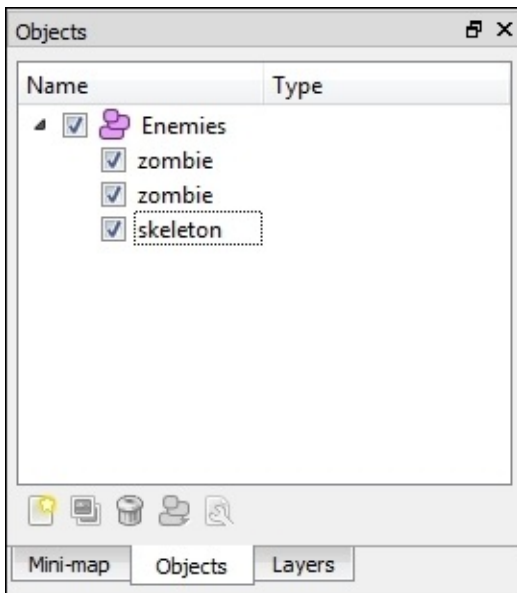 Objects
Name Type
Enemies
zombie
zombie
skeleton
Mini-map Objects Layers